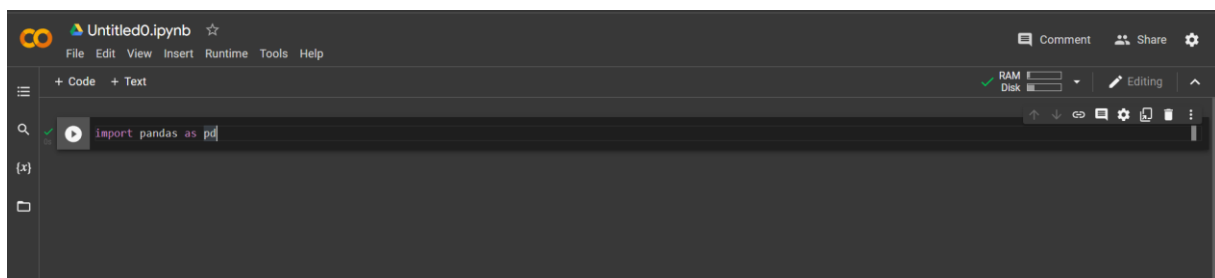 Untitled0.ipynb
File Edit View Insert Runtime Tools Help
Comment Share
+ Code + Text
RAM
Disk
Editing
import pandas as pd
{x}